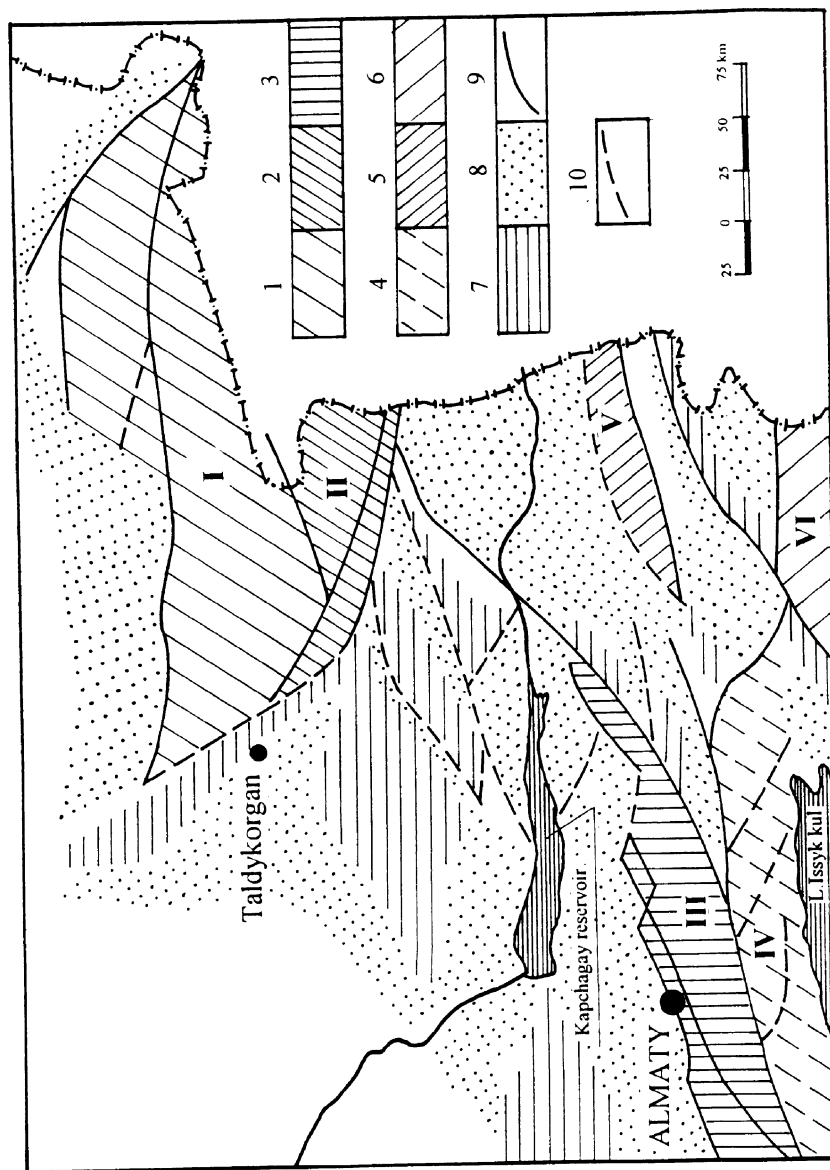 I
II
III
IV
V
VI
Taldykorgan
ALMATY
Kapchagay reservoir
L.Issyk kul
1
2
3
4
5
6
7
8
9
10
25 0 25 50 75 km